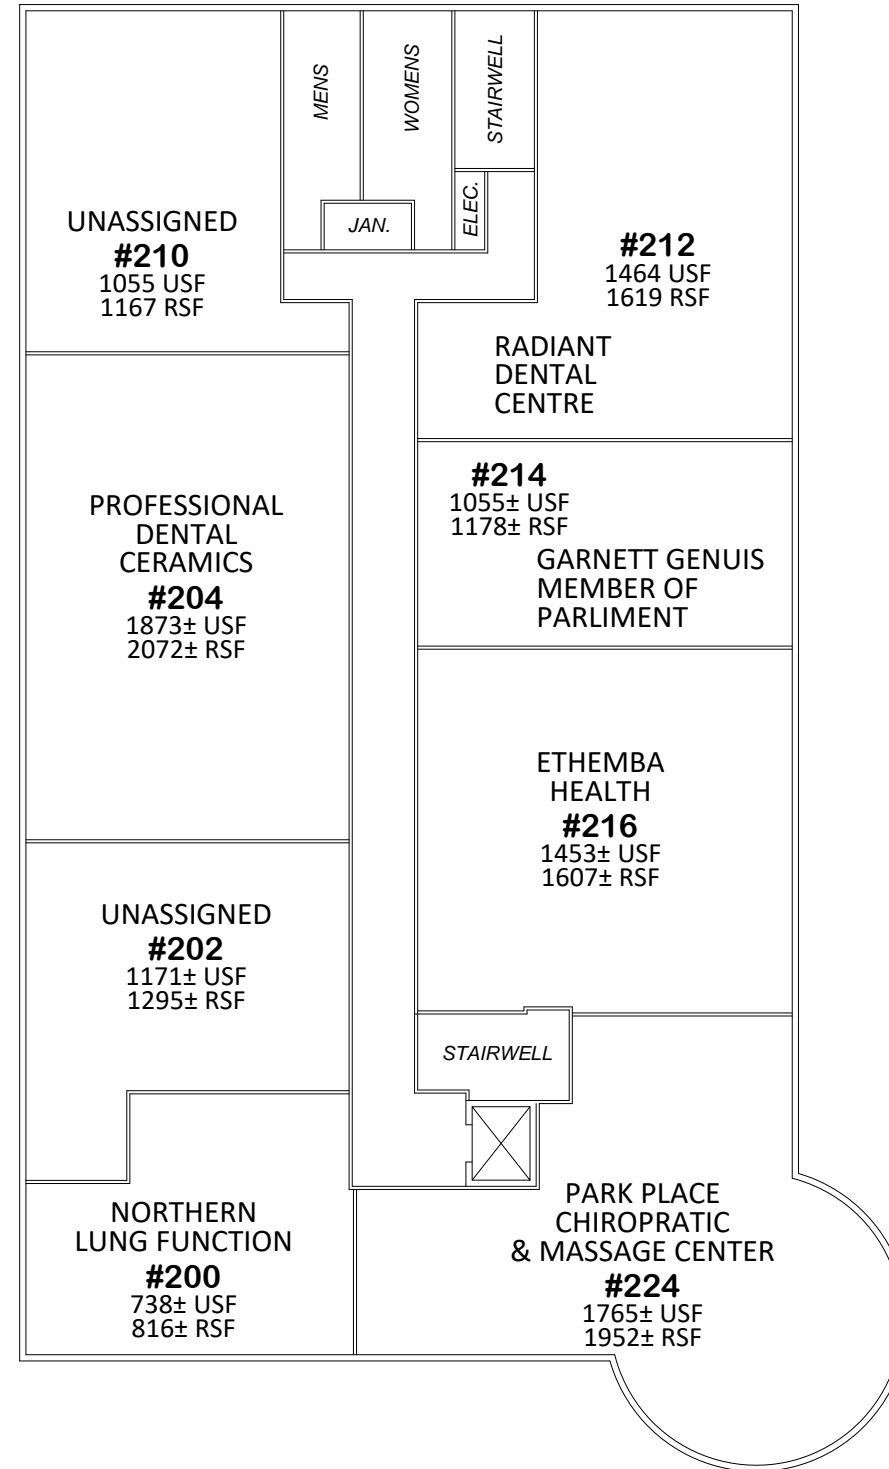 MENS
WOMENS
STAIRWELL
JAN.
ELEC.
UNASSIGNED
#210
1055 USF
1167 RSF
#212
1464 USF
1619 RSF
RADIANT
DENTAL
CENTRE
PROFESSIONAL
DENTAL
CERAMICS
#204
1873± USF
2072± RSF
#214
1055± USF
1178± RSF
GARNETT GENUIS
MEMBER OF
PARLIMENT
ETHEMBA
HEALTH
#216
1453± USF
1607± RSF
UNASSIGNED
#202
1171± USF
1295± RSF
STAIRWELL
NORTHERN
LUNG FUNCTION
#200
738± USF
816± RSF
PARK PLACE
CHIROPRATIC
& MASSAGE CENTER
#224
1765± USF
1952± RSF